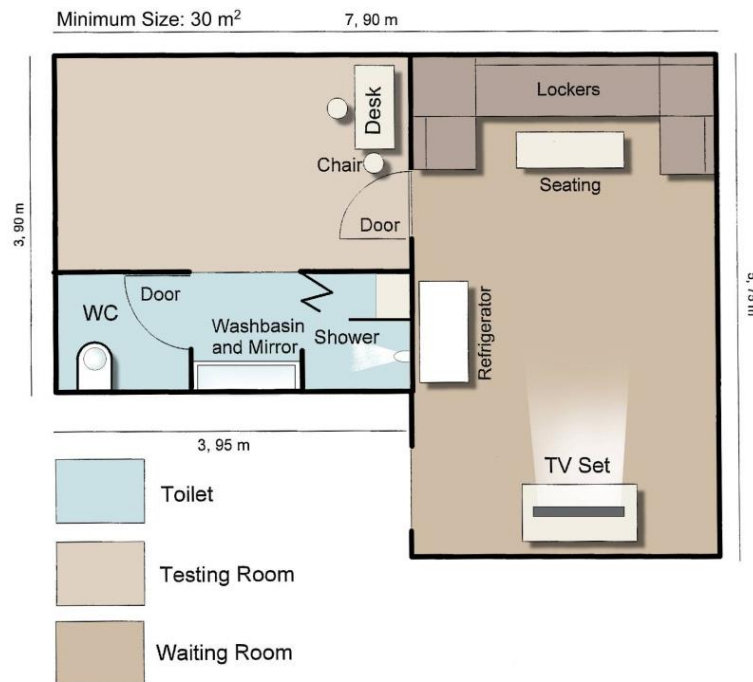 Minimum Size: 30 m²
7, 90 m
Lockers
Desk
Chair
Seating
Door
3, 90 m
Door
WC
Washbasin
and Mirror
Shower
Refrigerator
TV Set
3, 95 m
Toilet
Testing Room
Waiting Room